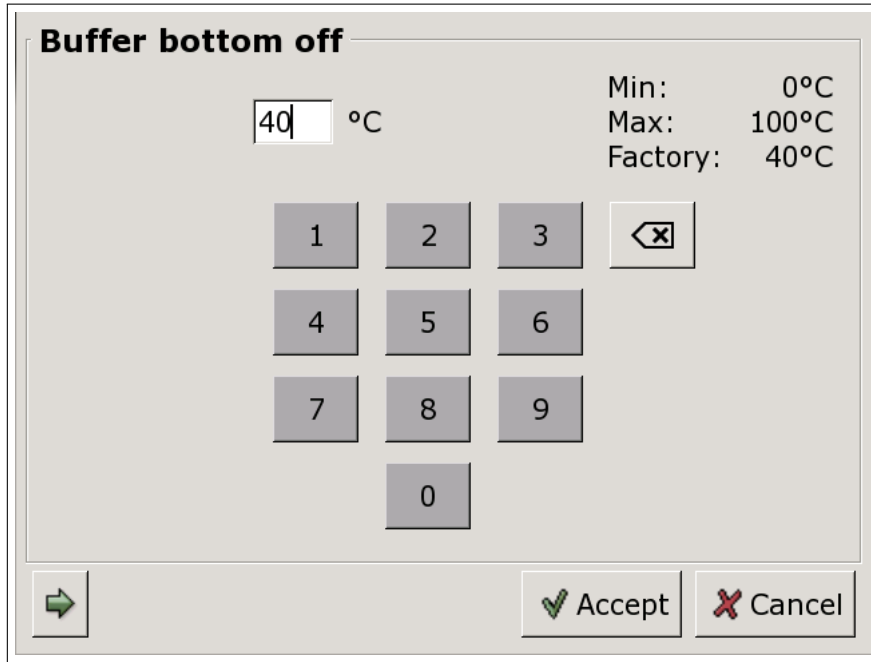 Buffer bottom off
40 °C
Min: 0°C
Max: 100°C
Factory: 40°C
1 2 3
4 5 6
7 8 9
0
Accept Cancel